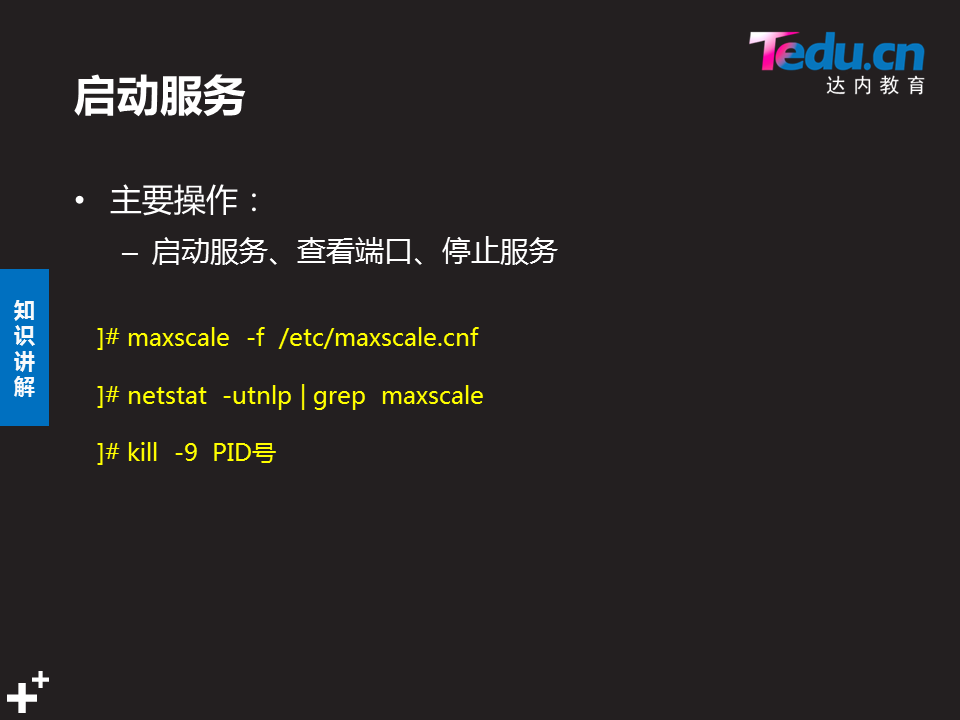 Tedu.cn
达内教育
启动服务
• 主要操作：
– 启动服务、查看端口、停止服务
知识讲解
]# maxscale -f /etc/maxscale.cnf
]# netstat -utnlp | grep maxscale
]# kill -9 PID号